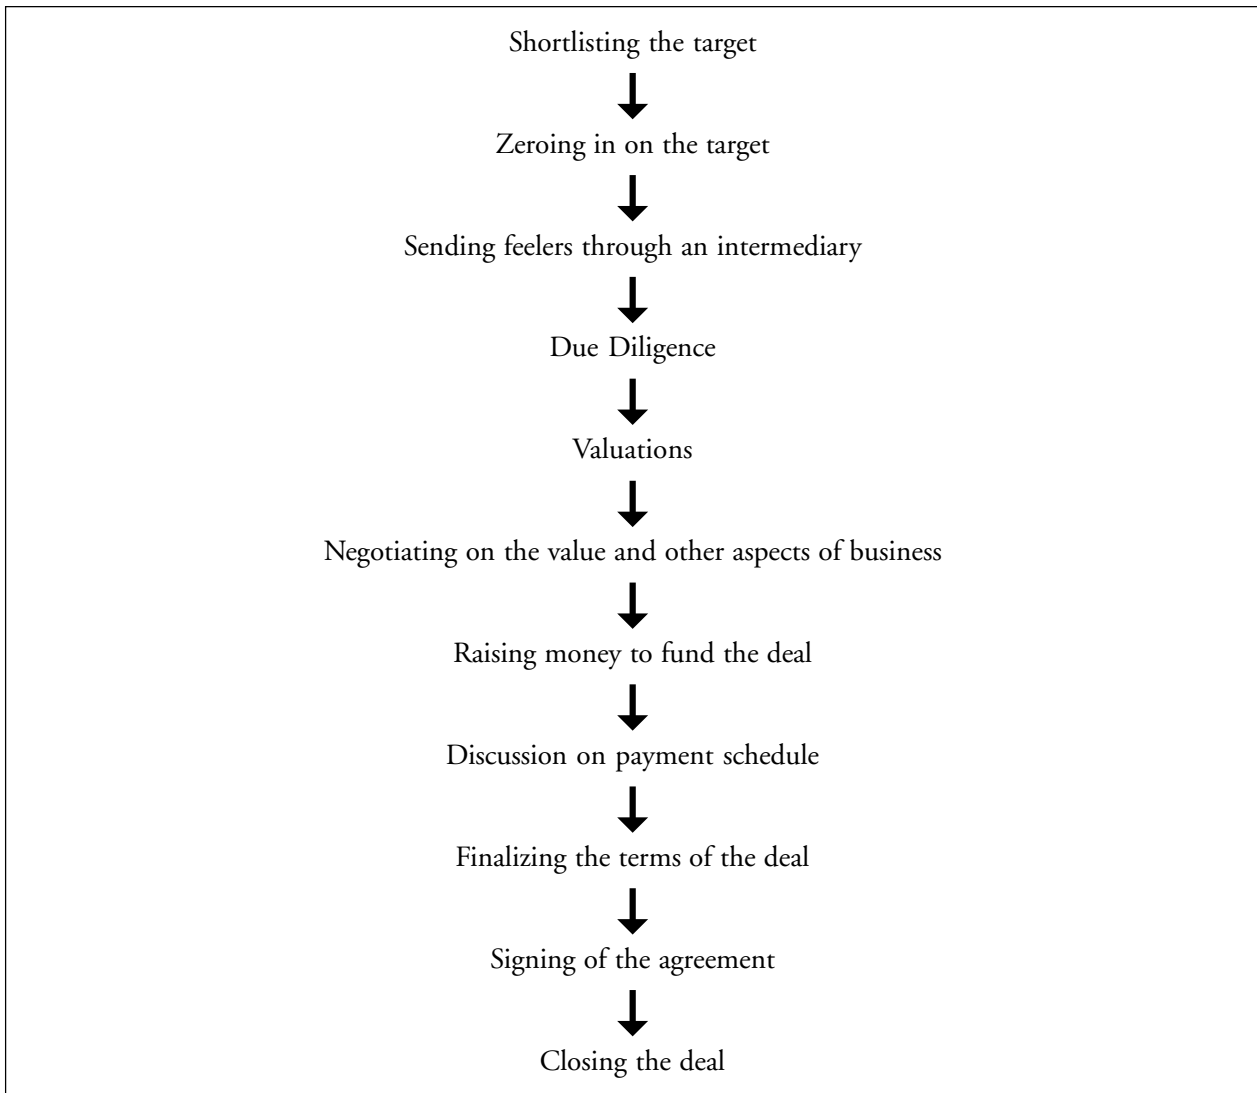 Shortlisting the target
Zeroing in on the target
Sending feelers through an intermediary
Due Diligence
Valuations
Negotiating on the value and other aspects of business
Raising money to fund the deal
Discussion on payment schedule
Finalizing the terms of the deal
Signing of the agreement
Closing the deal